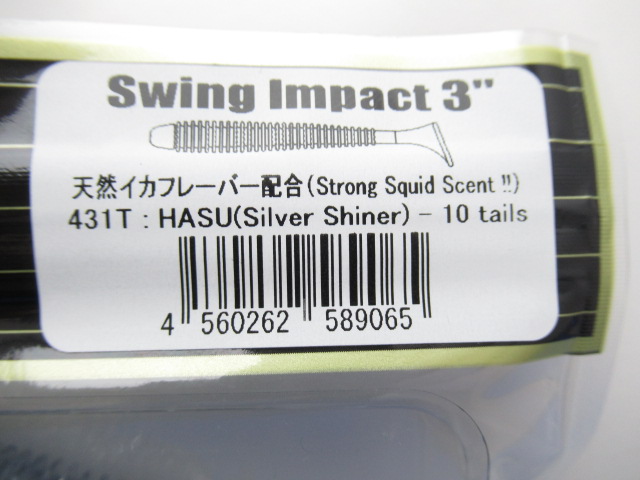 Swing Impact 3"
天然イカフレーバー配合(Strong Squid Scent !!)
431T : HASU(Silver Shiner) - 10 tails
4 560262 589065